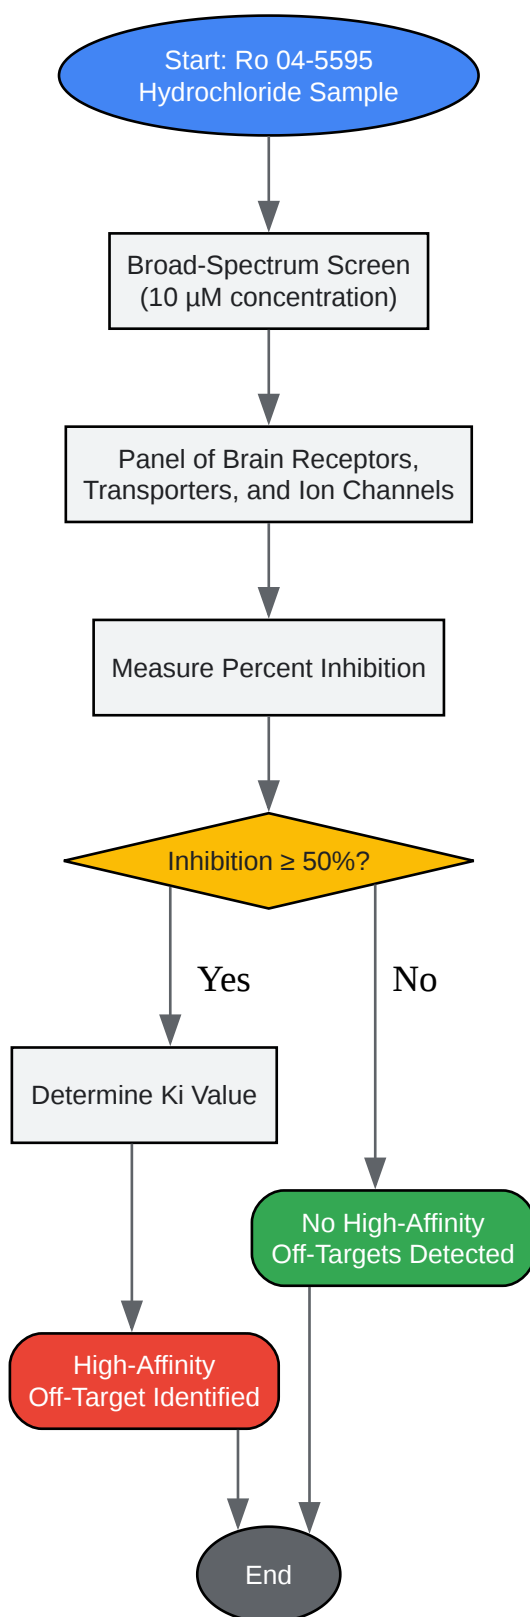 Start: Ro 04-5595
Hydrochloride Sample
Broad-Spectrum Screen
(10 µM concentration)
Panel of Brain Receptors,
Transporters, and Ion Channels
Measure Percent Inhibition
Inhibition ≥ 50%?
Yes
No
Determine Ki Value
No High-Affinity
Off-Targets Detected
High-Affinity
Off-Target Identified
End